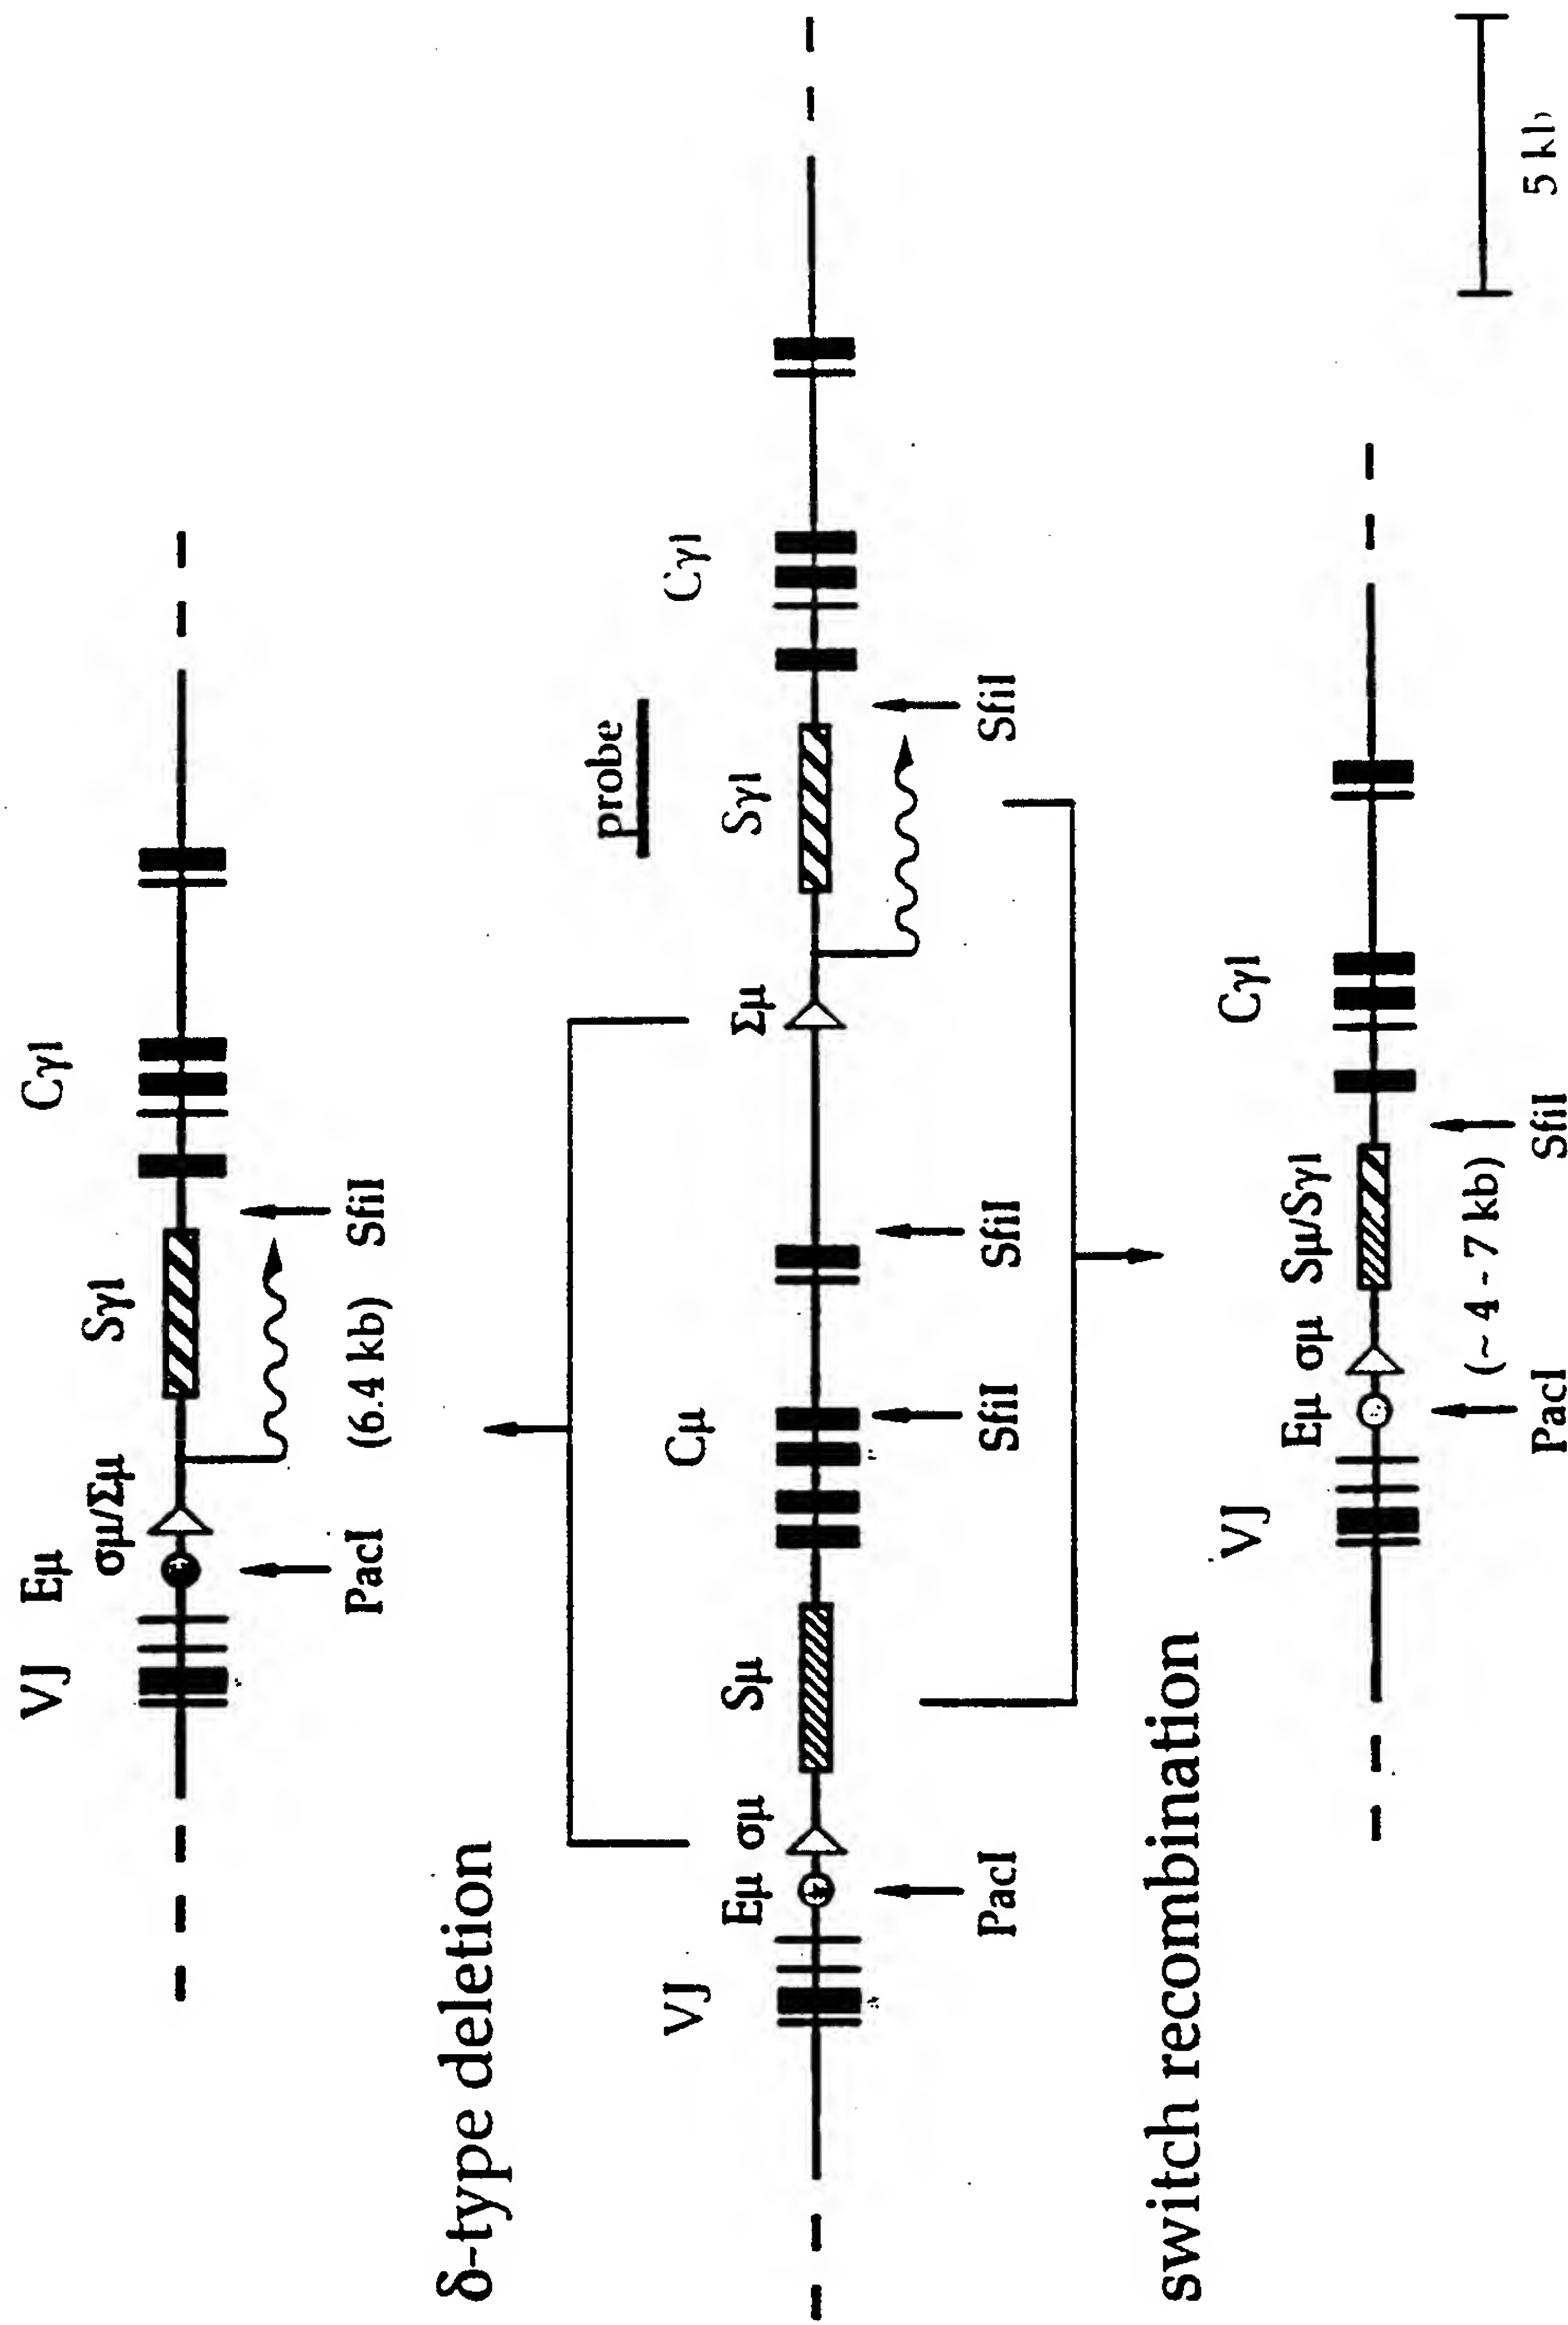 VJ Eμ σμ/Σμ Sγ1 Cγ1
PacI (6.4 kb) SfiI
δ-type deletion
probe
VJ Eμ σμ Sμ Cμ Σμ Sγ1 Cγ1
PacI SfiI SfiI SfiI
switch recombination
VJ Eμ σμ Sμ/Sγ1 Cγ1
PacI (~ 4 - 7 kb) SfiI
5 kb